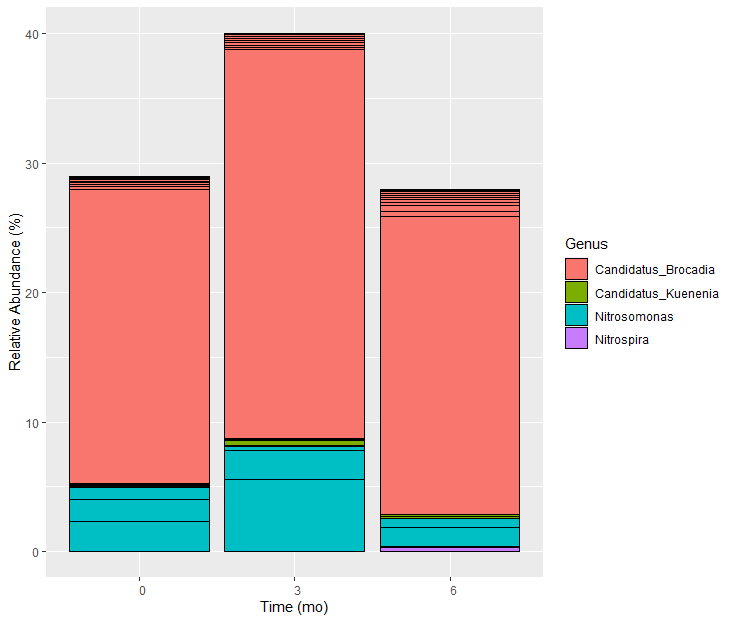 Relative Abundance (%)
40
30
20
10
0
0 3 6
Time (mo)
Genus
Candidatus_Brocadia
Candidatus_Kuenenia
Nitrosomonas
Nitrospira